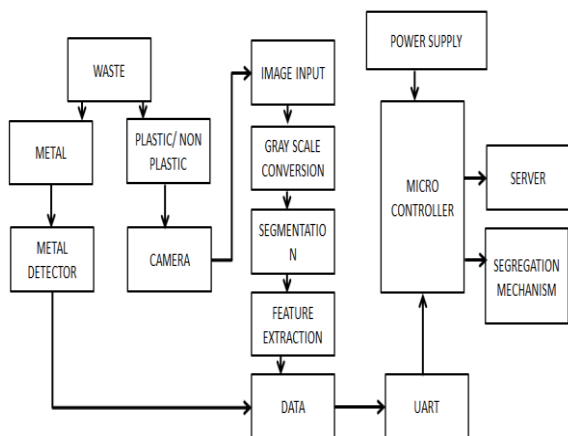 WASTE
METAL
PLASTIC/ NON
PLASTIC
METAL
DETECTOR
CAMERA
IMAGE INPUT
GRAY SCALE
CONVERSION
SEGMENTATIO
N
FEATURE
EXTRACTION
DATA
UART
POWER SUPPLY
MICRO
CONTROLLER
SERVER
SEGREGATION
MECHANISM